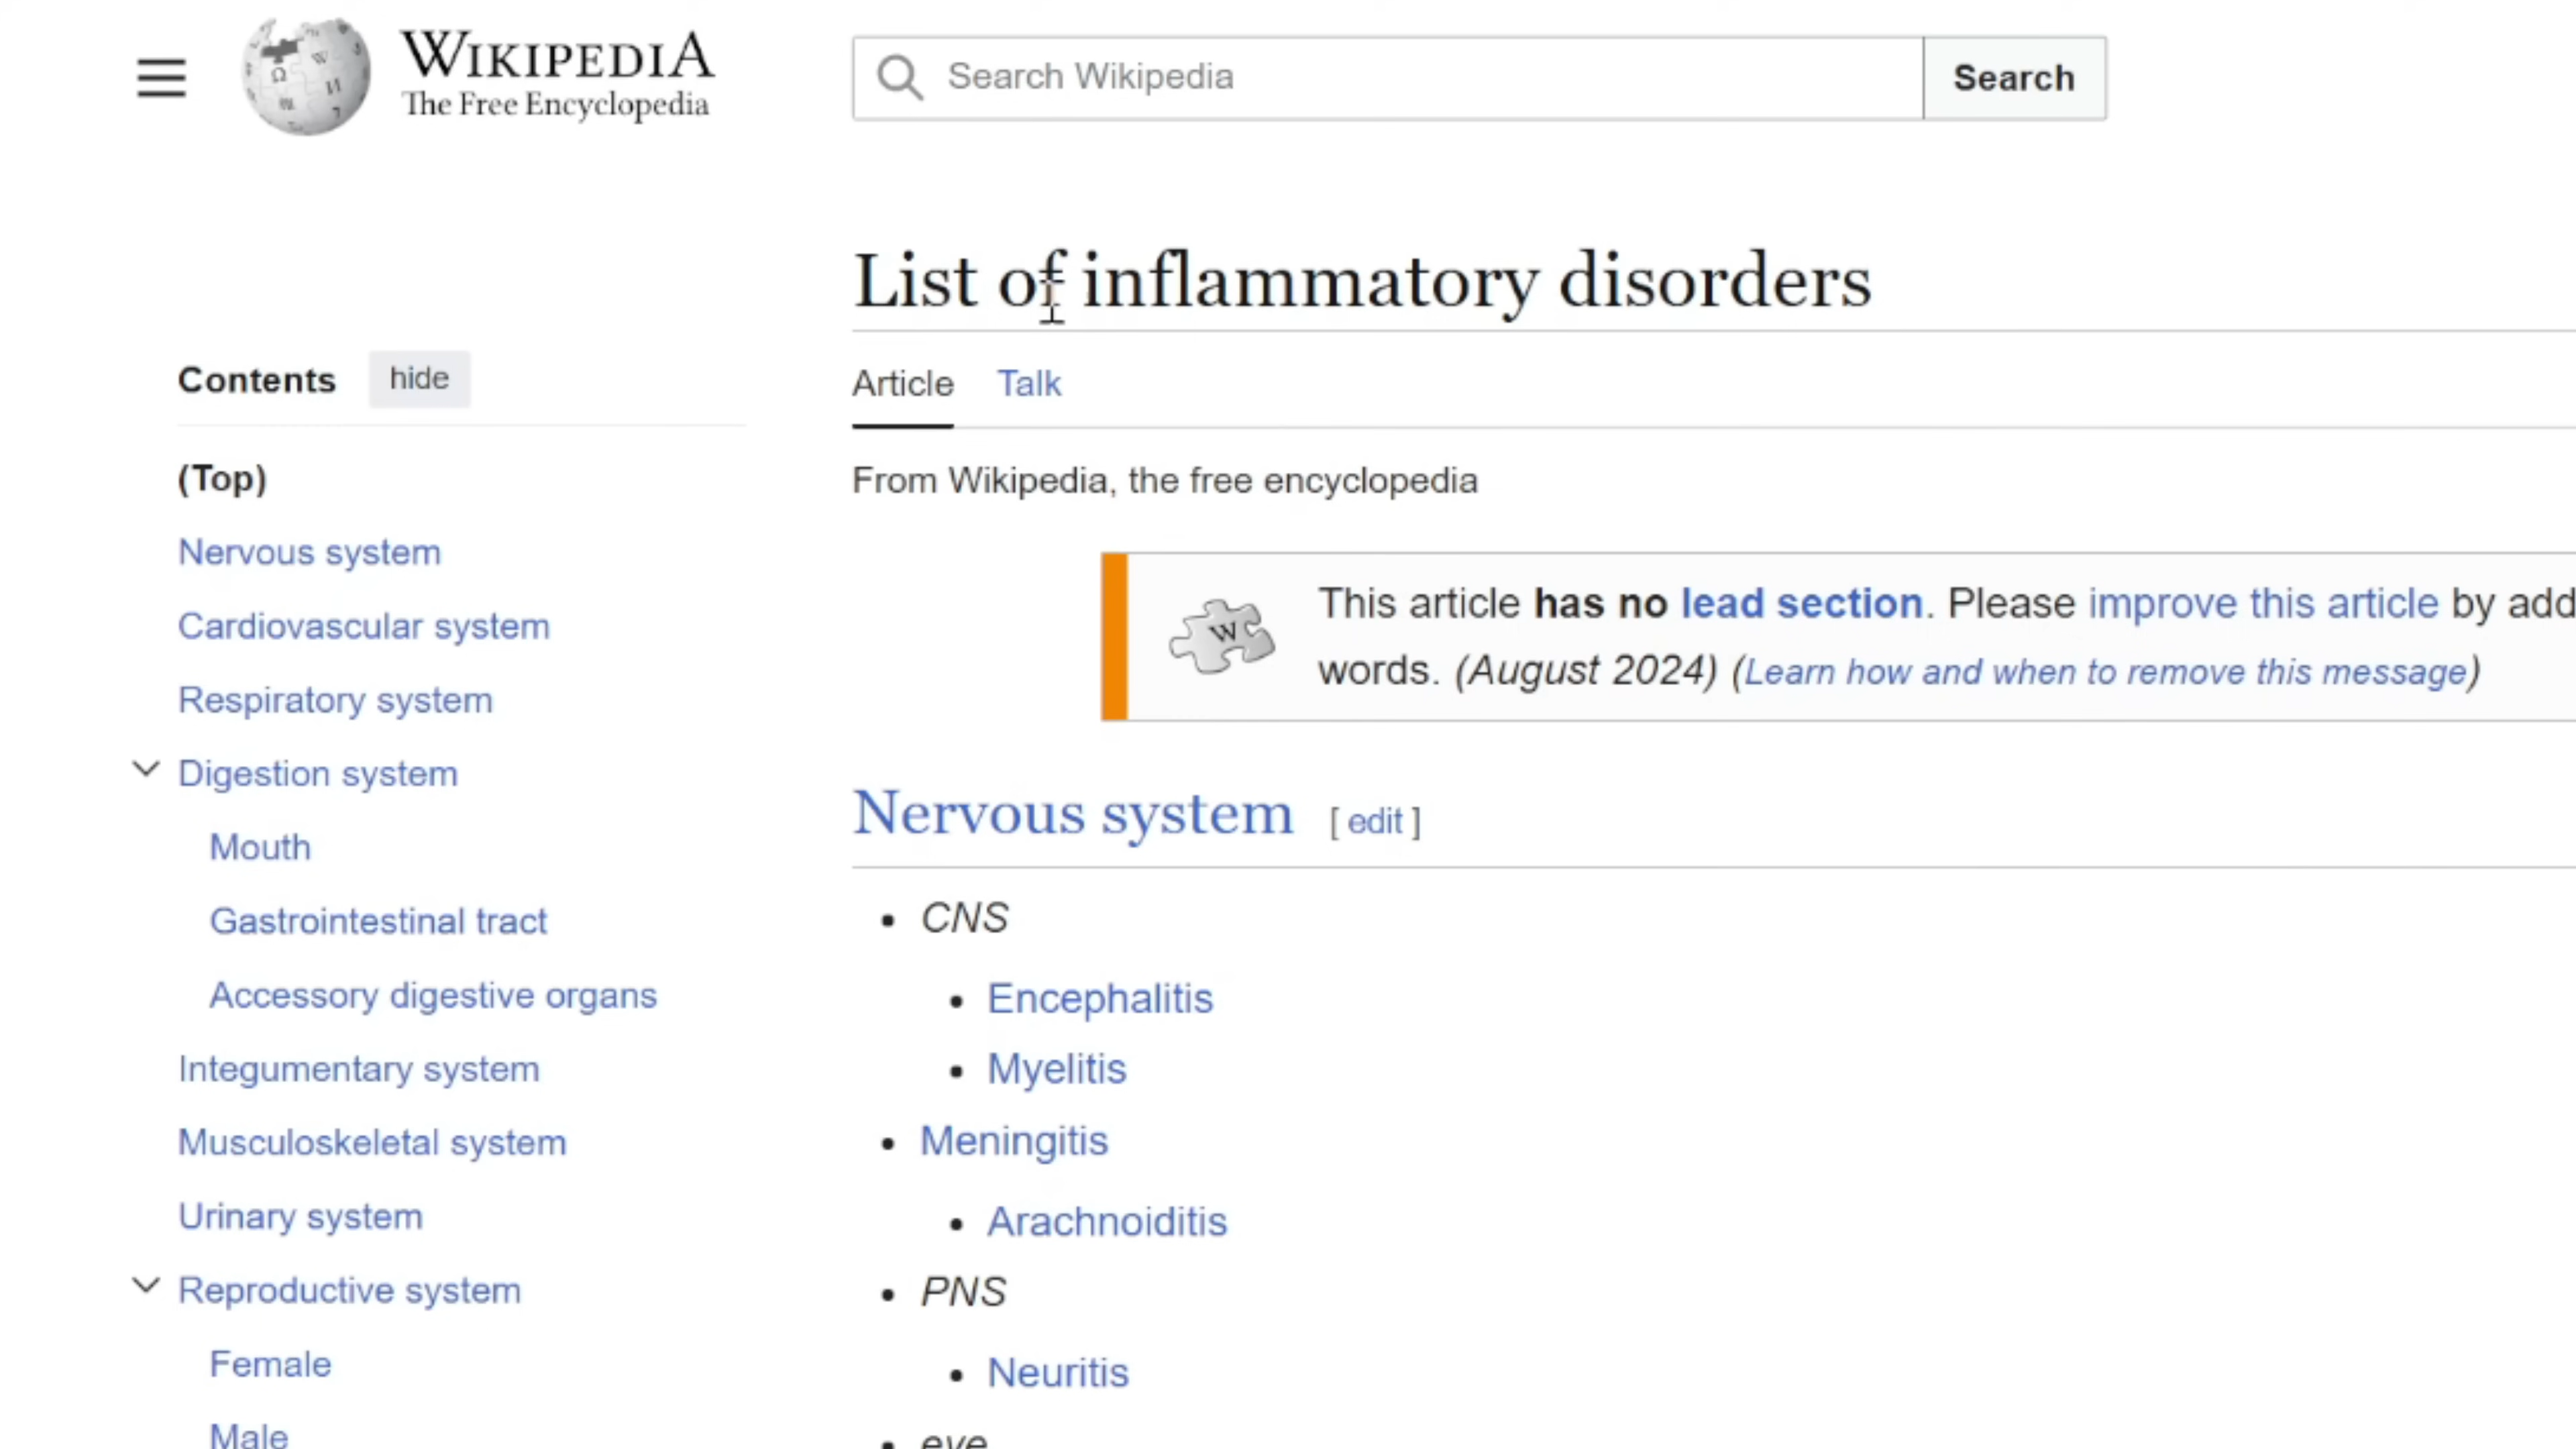 WIKIPEDIA
The Free Encyclopedia
Search Wikipedia
Search
List of inflammatory disorders
Contents hide
Article Talk
(Top)
From Wikipedia, the free encyclopedia
Nervous system
Cardiovascular system
Respiratory system
Digestion system
Mouth
Gastrointestinal tract
Accessory digestive organs
Integumentary system
Musculoskeletal system
Urinary system
Reproductive system
Female
Male
This article has no lead section. Please improve this article by add
words. (August 2024) (Learn how and when to remove this message)
Nervous system [ edit ]
• CNS
• Encephalitis
• Myelitis
• Meningitis
• Arachnoiditis
• PNS
• Neuritis
• eye